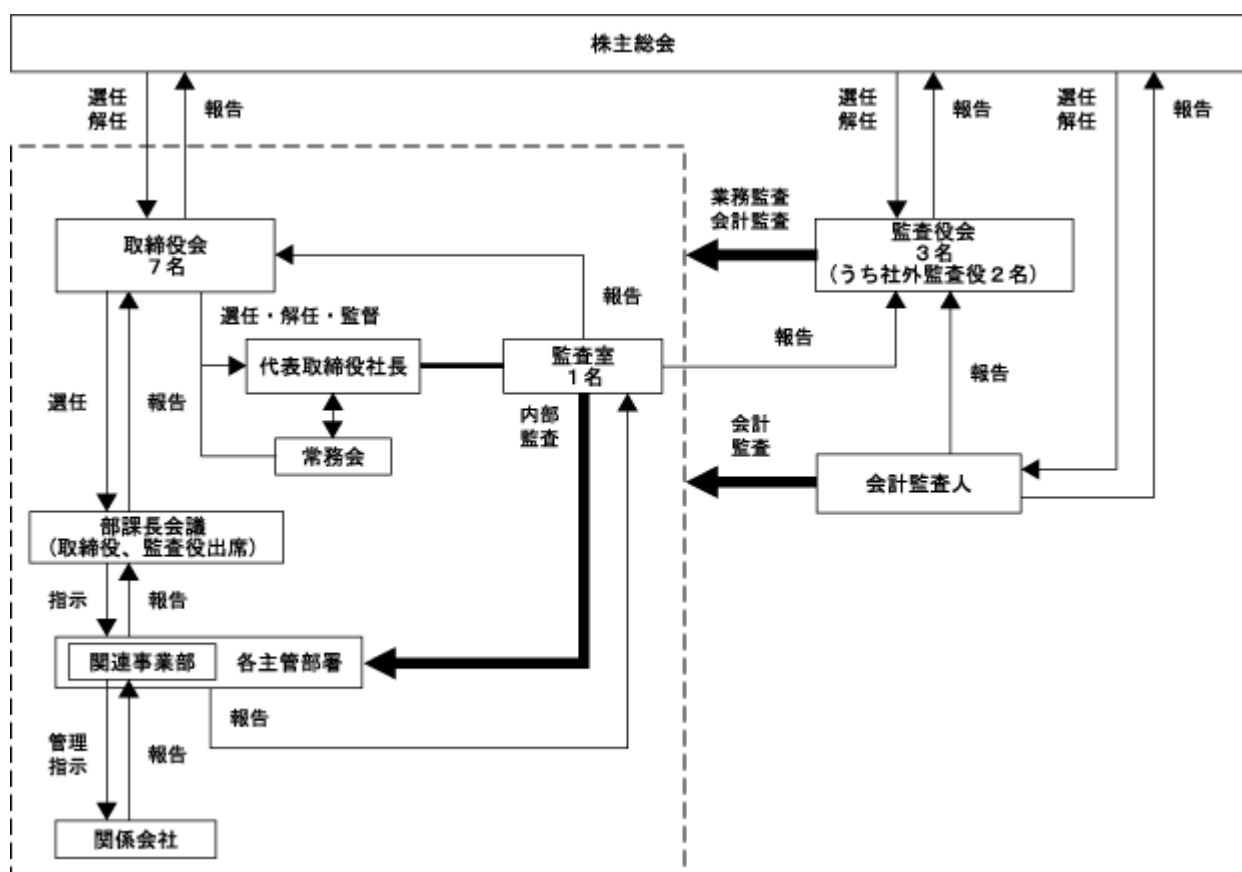 株主総会
選任
解任
報告
選任
解任
報告
選任
解任
報告
業務監査
会計監査
取締役会
7名
監査役会
3名
(うち社外監査役2名)
報告
選任・解任・監督
報告
代表取締役社長
監査室
1名
報告
選任
報告
内部
監査
会計
監査
常務会
会計監査人
部課長会議
(取締役、監査役出席)
指示
報告
関連事業部
各主管部署
報告
管理
指示
報告
関係会社